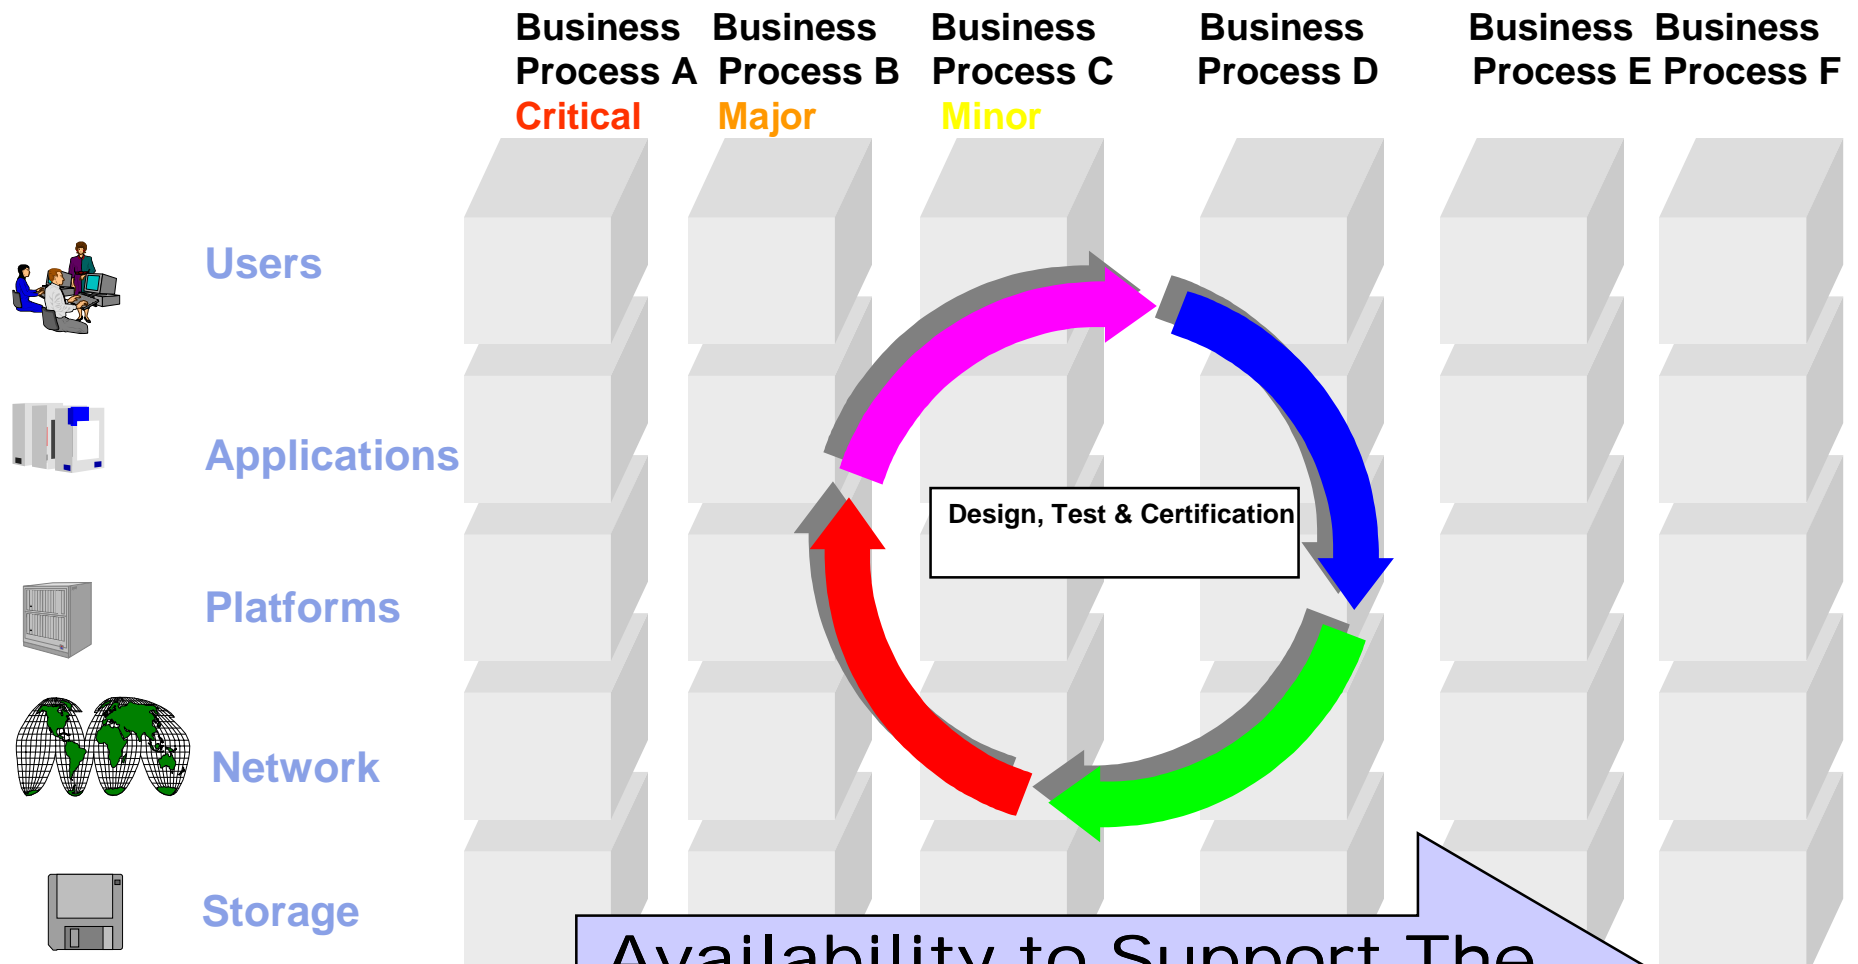 Business Business Business Business Business Business
Process A Process B Process C Process D Process E Process F
Critical Major Minor
Users
Applications
Design, Test & Certification
Platforms
Network
Storage
Availability to Support The